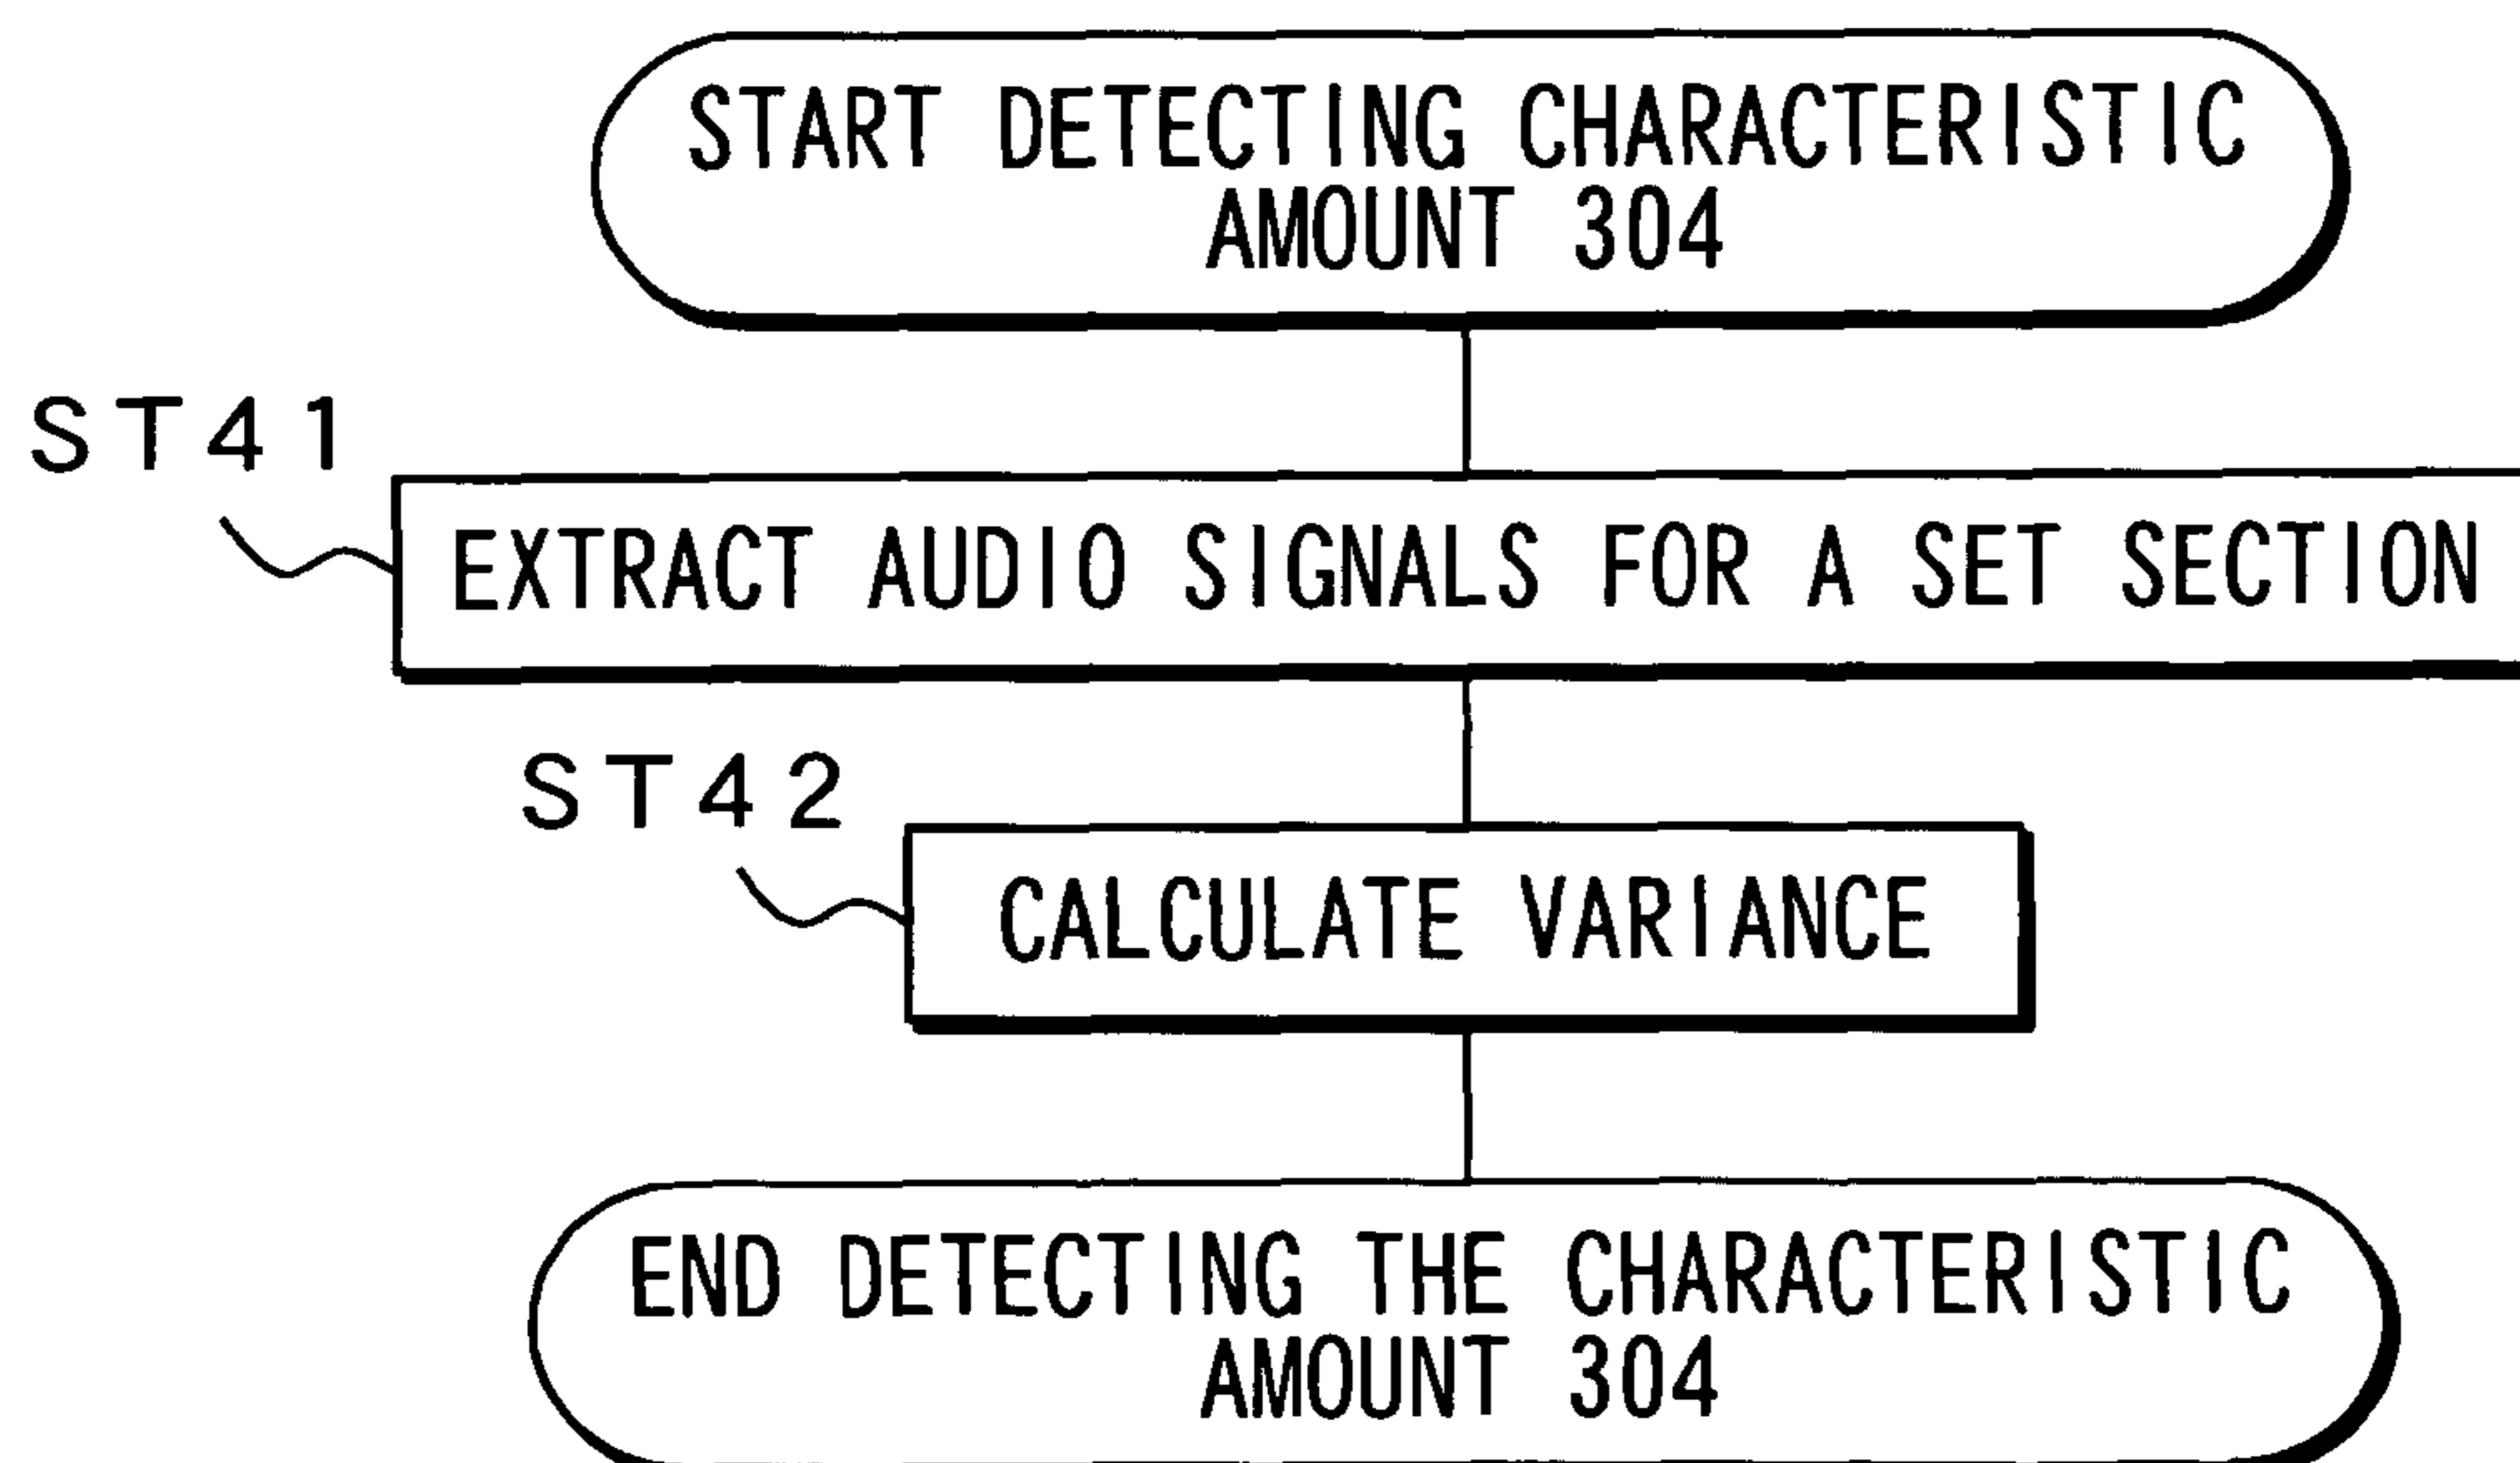 START DETECTING CHARACTERISTIC
AMOUNT 304
ST41
EXTRACT AUDIO SIGNALS FOR A SET SECTION
ST42
CALCULATE VARIANCE
END DETECTING THE CHARACTERISTIC
AMOUNT 304